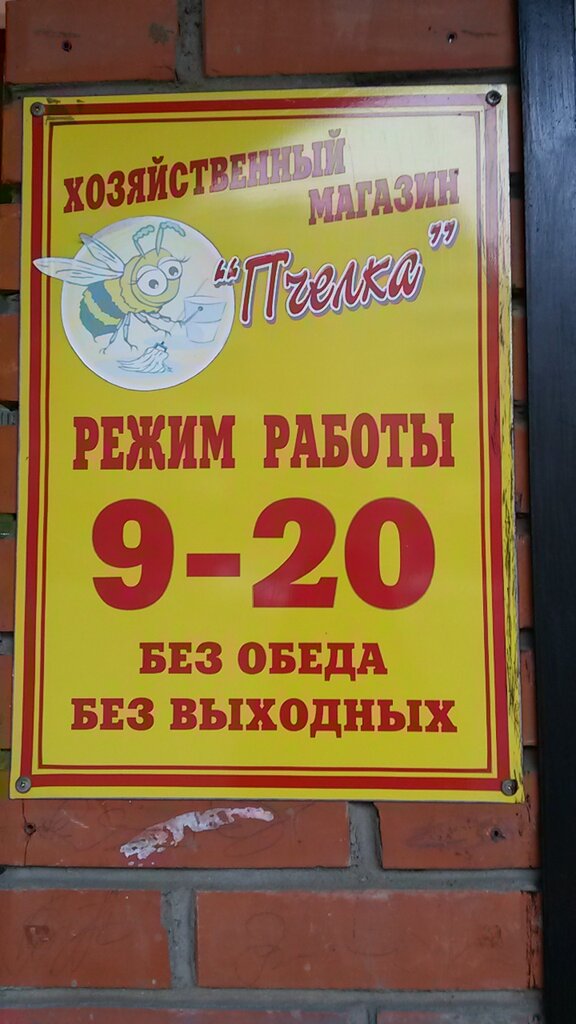 ХОЗЯЙСТВЕННЫЙ
МАГАЗИН
“Пчелка”
РЕЖИМ РАБОТЫ
9-20
БЕЗ ОБЕДА
БЕЗ ВЫХОДНЫХ